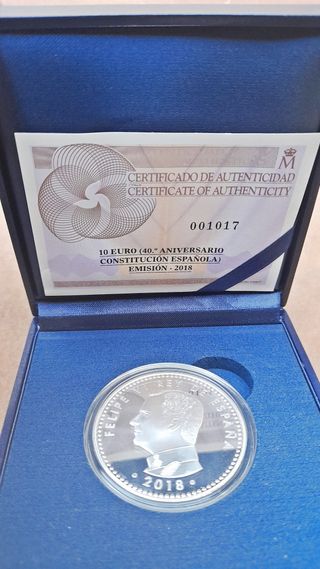 M
CERTIFICADO DE AUTENTICIDAD
CERTIFICATE OF AUTHENTICITY
001017
10 EURO (40.º ANIVERSARIO
CONSTITUCIÓN ESPAÑOLA)
EMISIÓN - 2018
FELIPE VI REY DE ESPAÑA
2018